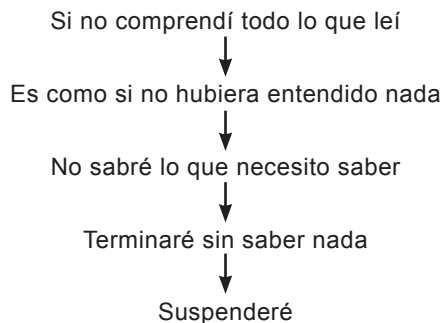 Si no comprendí todo lo que leí
Es como si no hubiera entendido nada
No sabré lo que necesito saber
Terminaré sin saber nada
Suspenderé